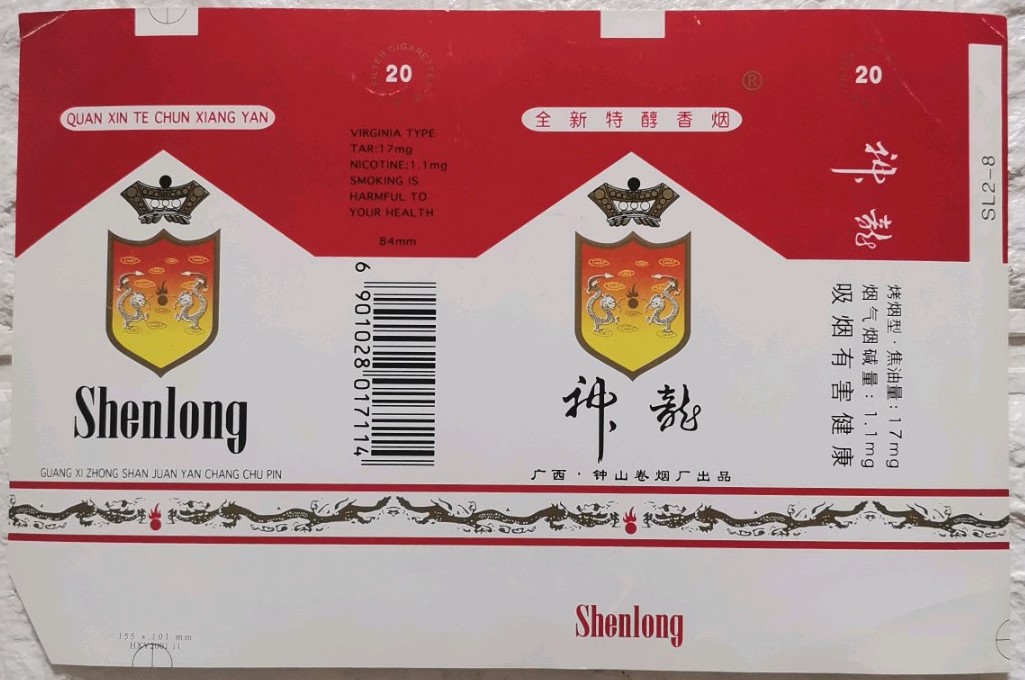 QUAN XIN TE CHUN XIANG YAN
Shenlong
GUANG XI ZHONG SHAN JUAN YAN CHANG CHU PIN
20
VIRGINIA TYPE
TAR:17mg
NICOTINE:1.1mg
SMOKING IS
HARMFUL TO
YOUR HEALTH
84mm
6 901028 017114
®
全新特醇香烟
神龍
广西·钟山卷烟厂出品
20
神龍
烤烟型·焦油量:17mg
烟气烟碱量:1.1mg
吸烟有害健康
SL2-8
Shenlong
155 x 101 mm